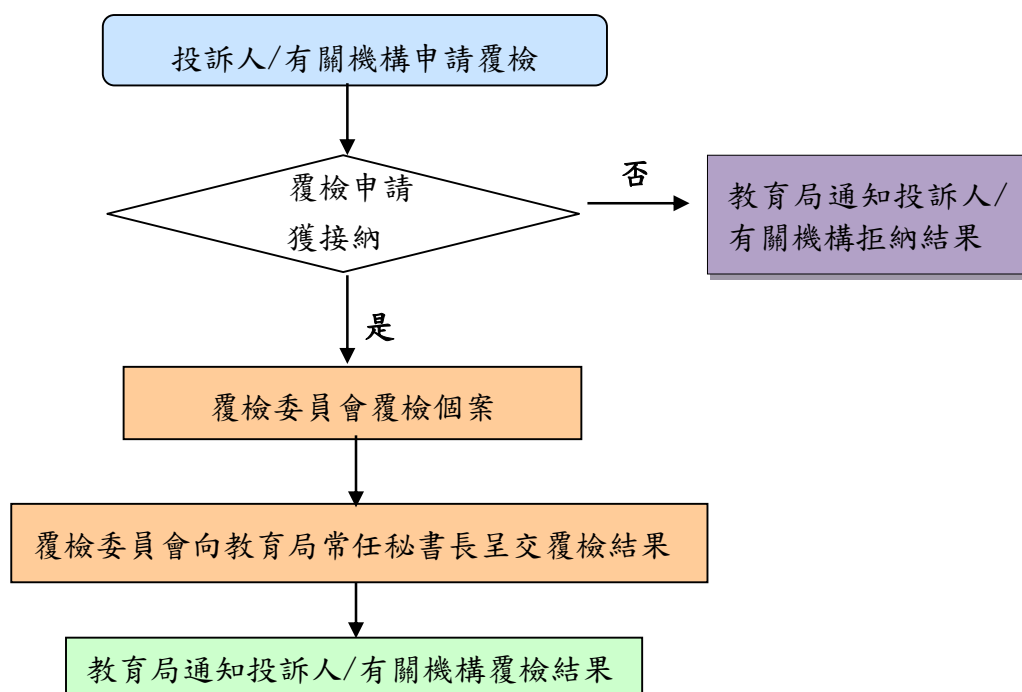 投訴人/有關機構申請覆檢
覆檢申請
獲接納
否
教育局通知投訴人/
有關機構拒納結果
是
覆檢委員會覆檢個案
覆檢委員會向教育局常任秘書長呈交覆檢結果
教育局通知投訴人/有關機構覆檢結果